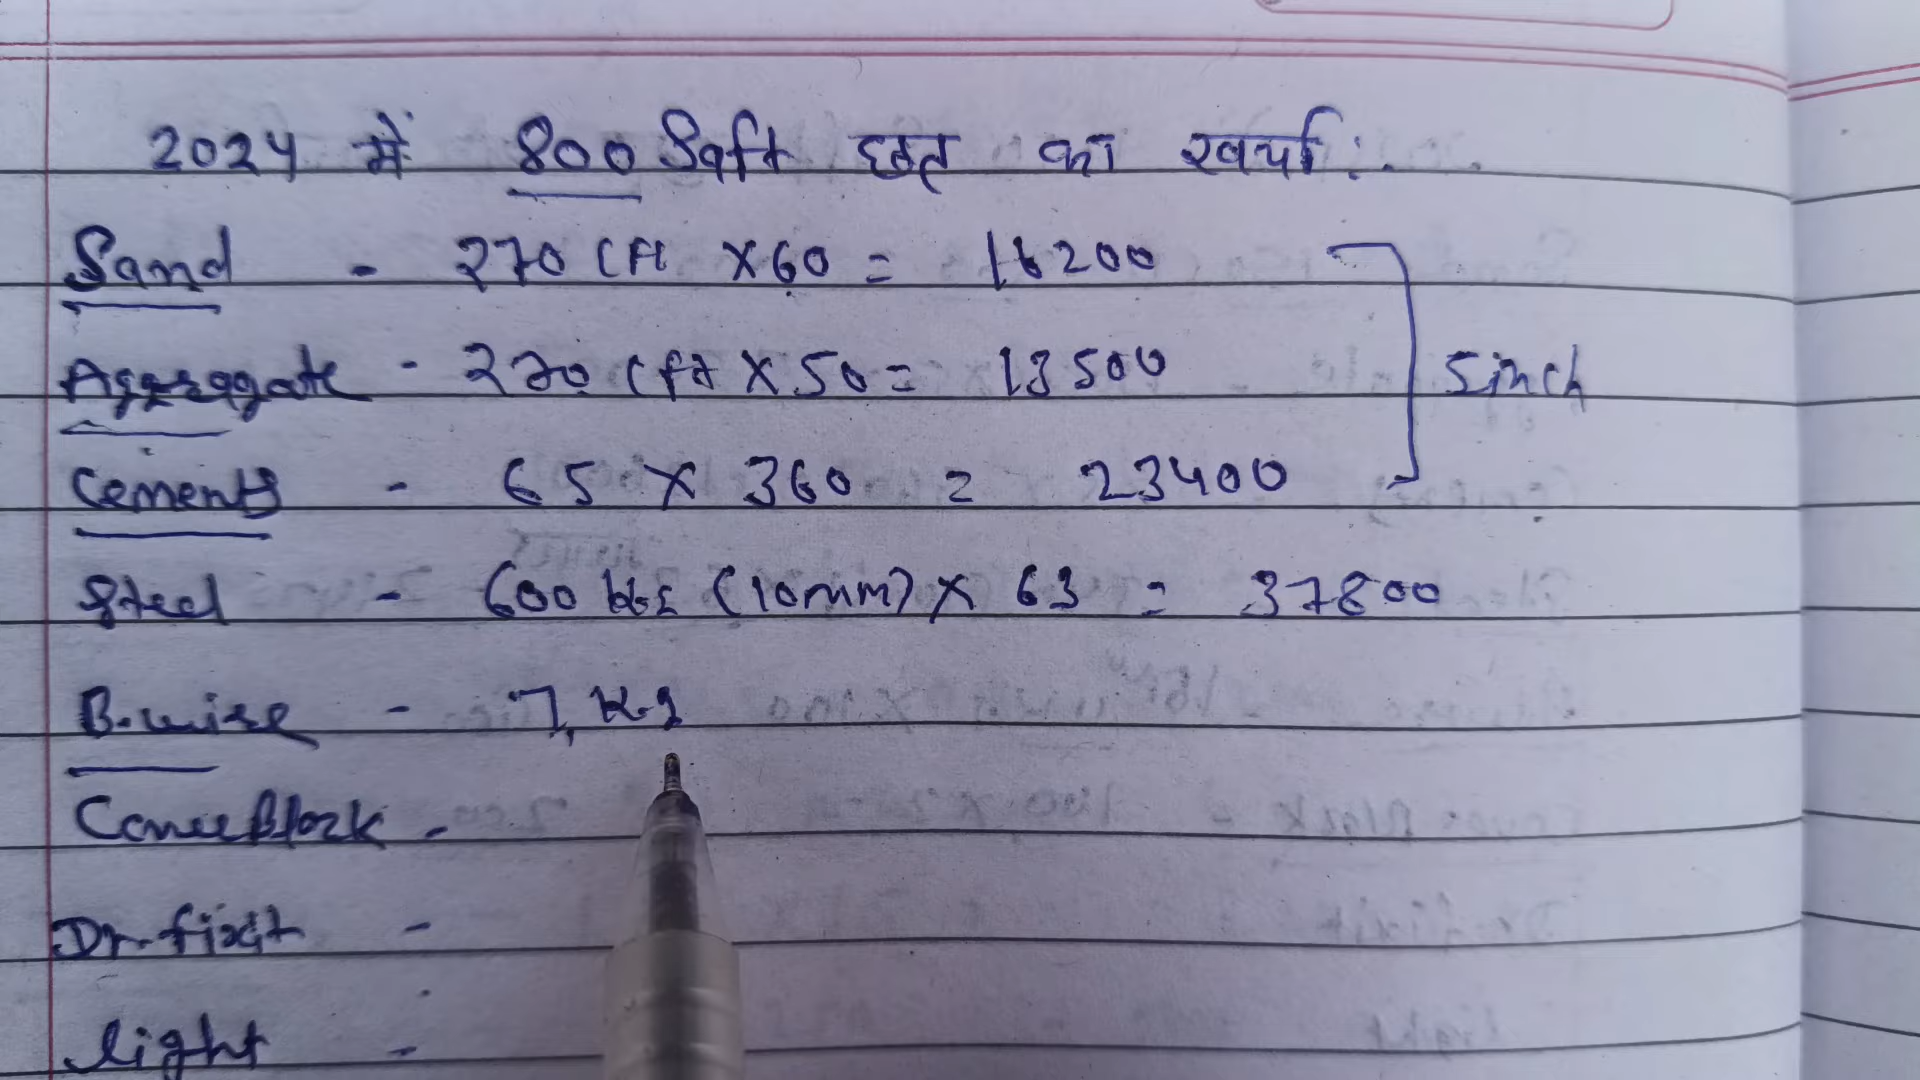 2024 में 800 Sqft छत का खर्चा :-
Sand - 270 Cft X 60 = 16200
Aggregate - 270 Cft X 50 = 13500
5 inch
Cements - 65 X 360 = 23400
Steel - 600 kg (10mm) X 63 = 37800
B.wire - 7 Kg
Cover Block -
Dr. fixit -
light -